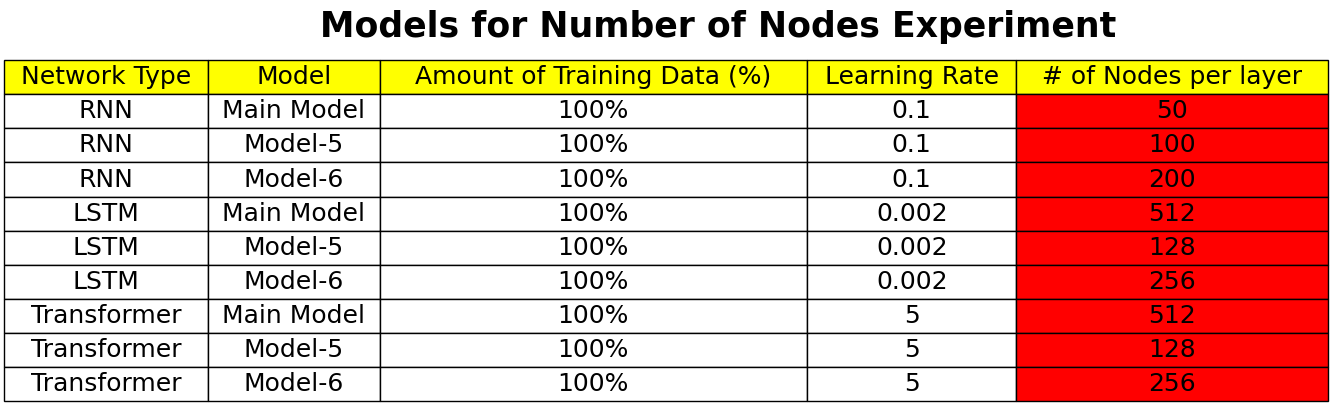 Models for Number of Nodes Experiment
Network Type Model Amount of Training Data (%) Learning Rate # of Nodes per layer
RNN Main Model 100% 0.1 50
RNN Model-5 100% 0.1 100
RNN Model-6 100% 0.1 200
LSTM Main Model 100% 0.002 512
LSTM Model-5 100% 0.002 128
LSTM Model-6 100% 0.002 256
Transformer Main Model 100% 5 512
Transformer Model-5 100% 5 128
Transformer Model-6 100% 5 256